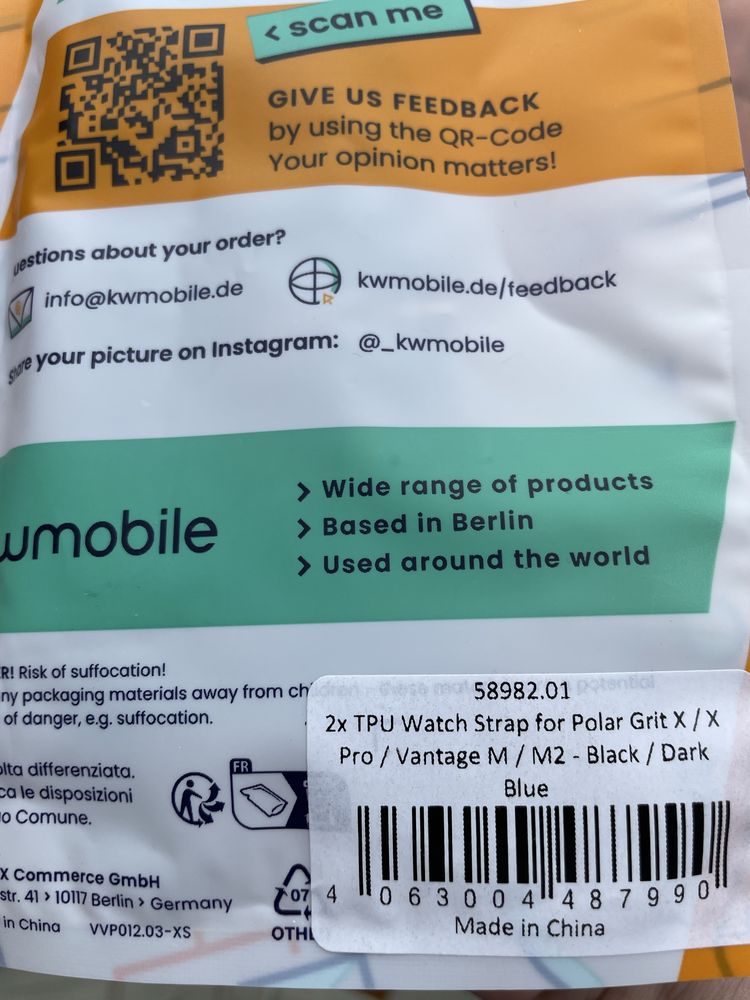 < scan me
GIVE US FEEDBACK
by using the QR-Code
Your opinion matters!
uestions about your order?
info@kwmobile.de
kwmobile.de/feedback
Share your picture on Instagram: @_kwmobile
wmobile
> Wide range of products
> Based in Berlin
> Used around the world
R! Risk of suffocation!
ny packaging materials away from children - these mat potential
of danger, e.g. suffocation.
olta differenziata.
ca le disposizioni
o Comune.
FR
X Commerce GmbH
str. 41 > 10117 Berlin > Germany
in China VVP012.03-XS
07
OTH
58982.01
2x TPU Watch Strap for Polar Grit X / X
Pro / Vantage M / M2 - Black / Dark
Blue
4 063004 487990
Made in China